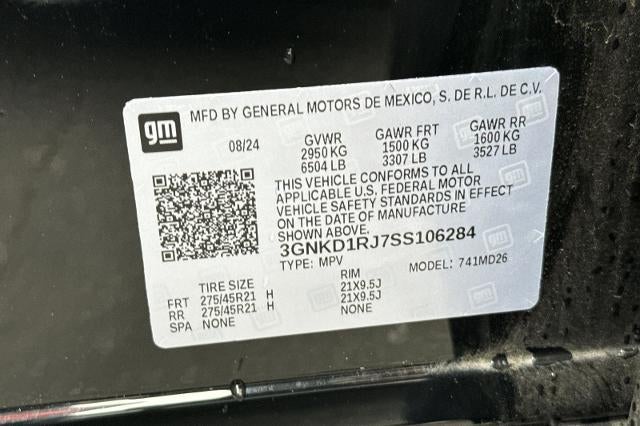 MFD BY GENERAL MOTORS DE MEXICO, S. DE R.L. DE C.V.
gm
08/24 GVWR GAWR FRT GAWR RR
2950 KG 1500 KG 1600 KG
6504 LB 3307 LB 3527 LB
THIS VEHICLE CONFORMS TO ALL
APPLICABLE U.S. FEDERAL MOTOR
VEHICLE SAFETY STANDARDS IN EFFECT
ON THE DATE OF MANUFACTURE
SHOWN ABOVE.
3GNKD1RJ7SS106284
TYPE: MPV MODEL: 741MD26
TIRE SIZE RIM
FRT 275/45R21 H 21X9.5J
RR 275/45R21 H 21X9.5J
SPA NONE NONE